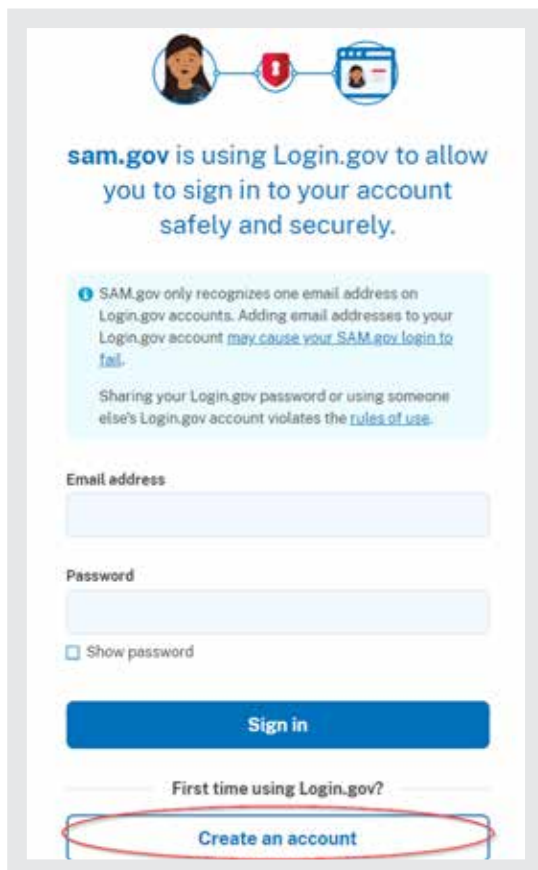 sam.gov is using Login.gov to allow
you to sign in to your account
safely and securely.
SAM.gov only recognizes one email address on
Login.gov accounts. Adding email addresses to your
Login.gov account may cause your SAM.gov login to
fail.
Sharing your Login.gov password or using someone
else's Login.gov account violates the rules of use.
Email address
Password
Show password
Sign in
First time using Login.gov?
Create an account